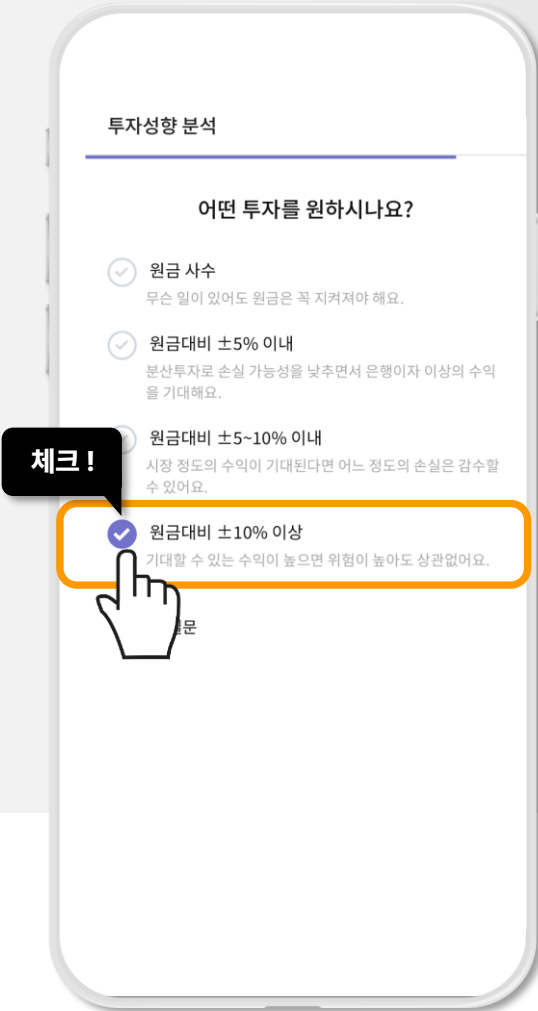 투자성향 분석
어떤 투자를 원하시나요?
원금 사수
무슨 일이 있어도 원금은 꼭 지켜져야 해요.
원금대비 ±5% 이내
분산투자로 손실 가능성을 낮추면서 은행이자 이상의 수익
을 기대해요.
원금대비 ±5~10% 이내
체크 !
시장 정도의 수익이 기대된다면 어느 정도의 손실은 감수할
수 있어요.
원금대비 ±10% 이상
기대할 수 있는 수익이 높으면 위험이 높아도 상관없어요.